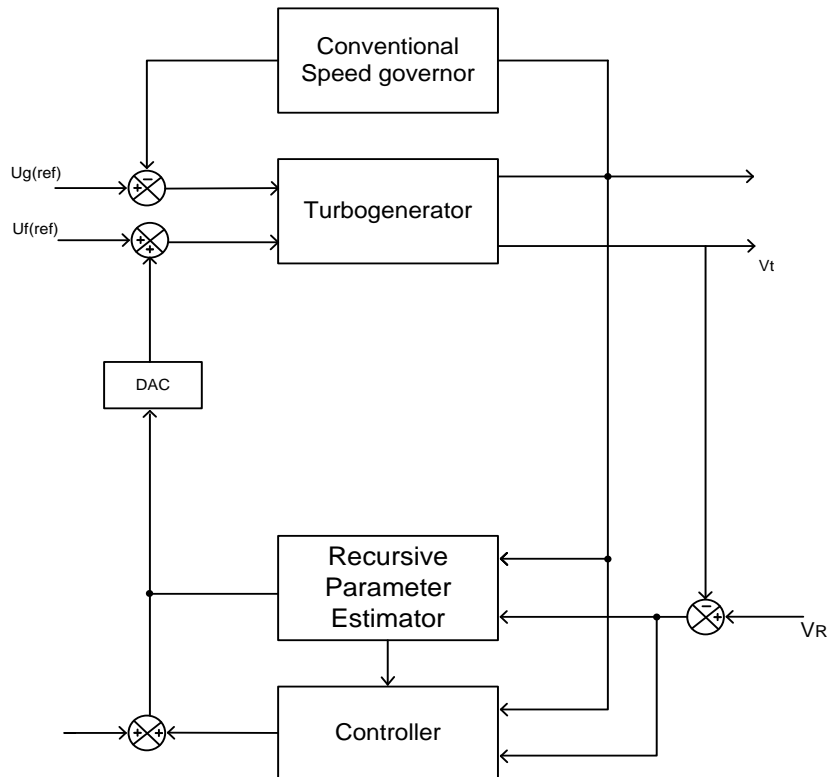 Conventional
Speed governor
Ug(ref)
−
+
Turbogenerator
Uf(ref)
+
+
Vt
DAC
Recursive
Parameter
Estimator
−
+
VR
Controller
+
+